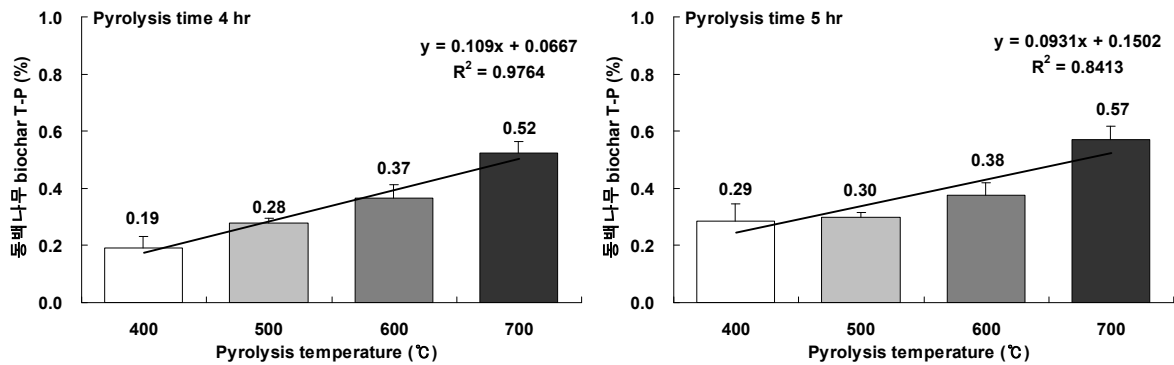 Pyrolysis time 4 hr
y = 0.109x + 0.0667
R² = 0.9764
동백나무 biochar T-P (%)
1.0
0.8
0.6
0.4
0.2
0.0
0.19
0.28
0.37
0.52
400 500 600 700
Pyrolysis temperature (℃)
Pyrolysis time 5 hr
y = 0.0931x + 0.1502
R² = 0.8413
동백나무 biochar T-P (%)
1.0
0.8
0.6
0.4
0.2
0.0
0.29
0.30
0.38
0.57
400 500 600 700
Pyrolysis temperature (℃)